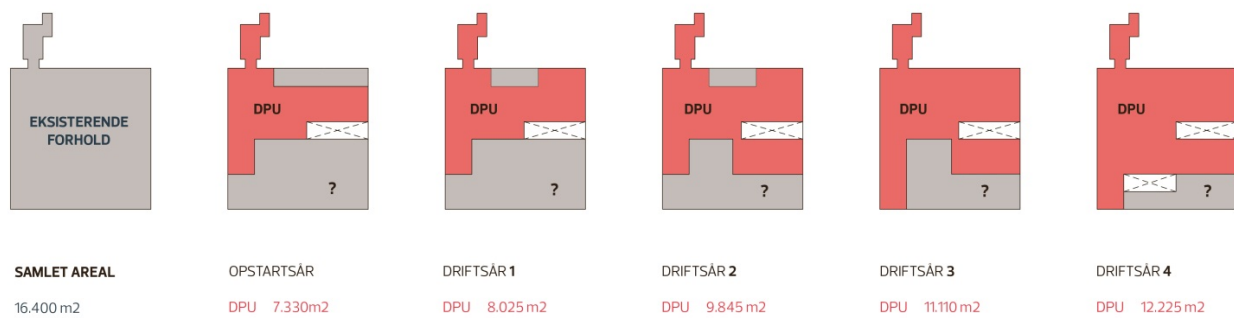 EKSISTERENDE
FORHOLD
DPU
?
DPU
?
DPU
?
DPU
?
DPU
?
SAMLET AREAL
16.400 m2
OPSTARTSÅR
DPU 7.330m2
DRIFTSÅR 1
DPU 8.025 m2
DRIFTSÅR 2
DPU 9.845 m2
DRIFTSÅR 3
DPU 11.110 m2
DRIFTSÅR 4
DPU 12.225 m2